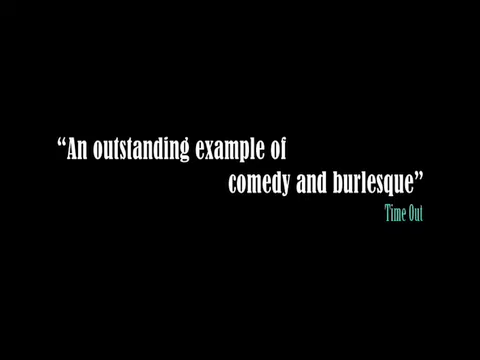 “An outstanding example of
comedy and burlesque”
Time Out